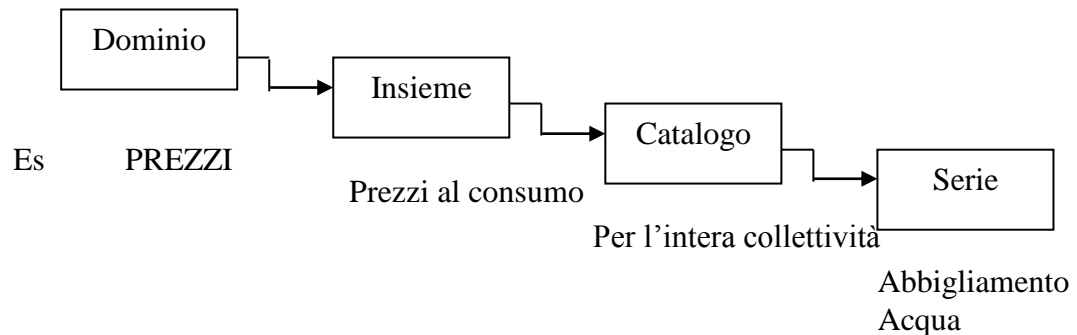 Dominio
Insieme
Catalogo
Serie
Es PREZZI
Prezzi al consumo
Per l’intera collettività
Abbigliamento
Acqua